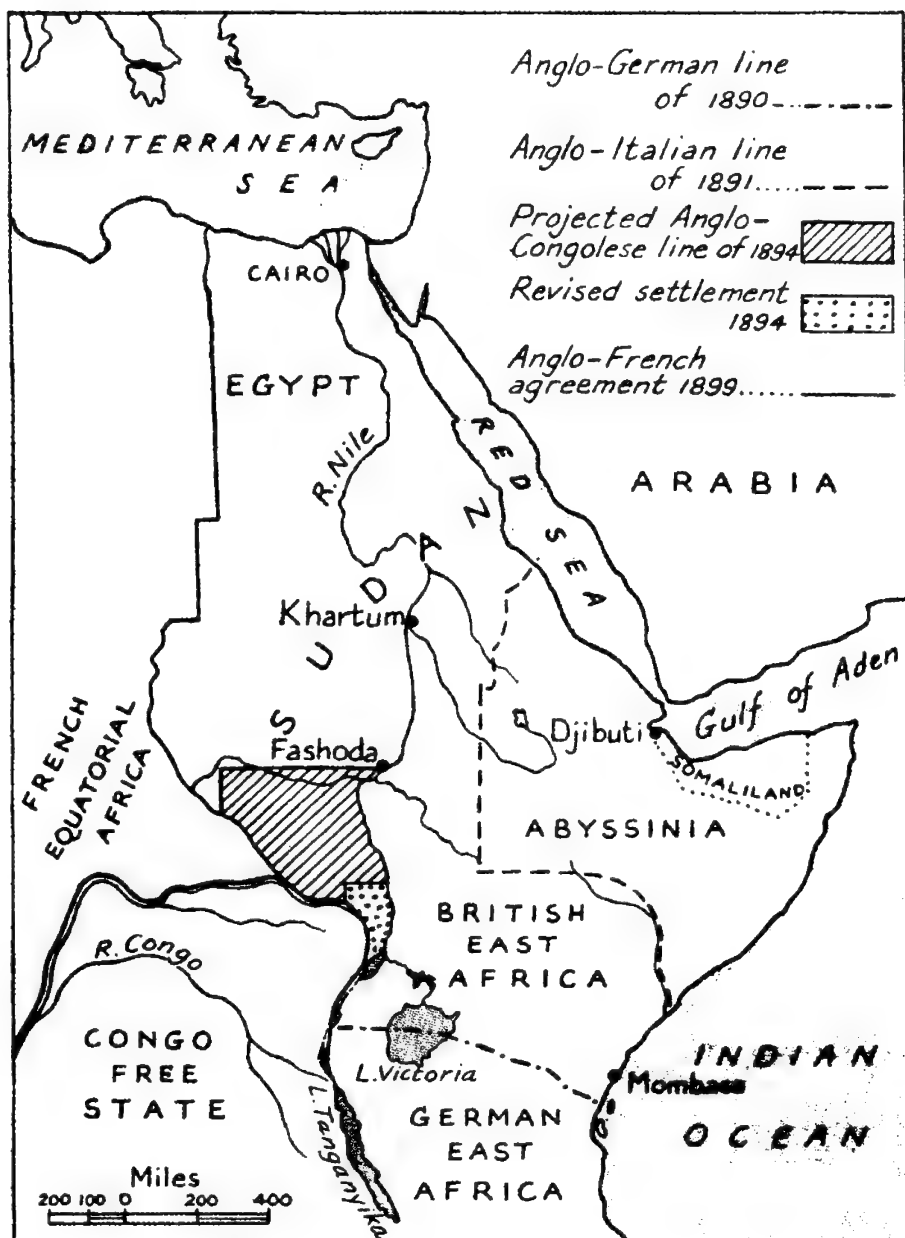 Anglo-German line
of 1890
Anglo-Italian line
of 1891
Projected Anglo-
Congolese line of 1894
Revised settlement
1894
Anglo-French
agreement 1899
MEDITERRANEAN
SEA
CAIRO
EGYPT
R. Nile
RED SEA
ARABIA
SUDAN
Khartum
Fashoda
Djibuti
Gulf of Aden
SOMALILAND
FRENCH
EQUATORIAL
AFRICA
ABYSSINIA
BRITISH
EAST
AFRICA
R. Congo
CONGO
FREE
STATE
L. Victoria
L. Tanganyika
GERMAN
EAST
AFRICA
Mombasa
INDIAN
OCEAN
Miles
200 100 0 200 400